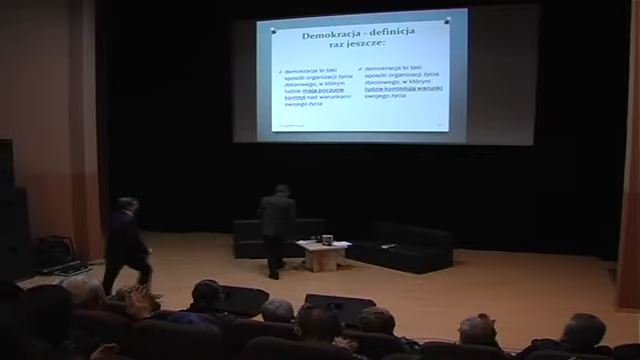 Demokracja - definicja
raz jeszcze:
demokracja to taki
sposób organizacji życia
zbiorowego, w którym
ludzie mają poczucie
kontroli nad warunkami
swojego życia
demokracja to taki
sposób organizacji życia
zbiorowego, w którym
ludzie kontrolują warunki
swojego życia